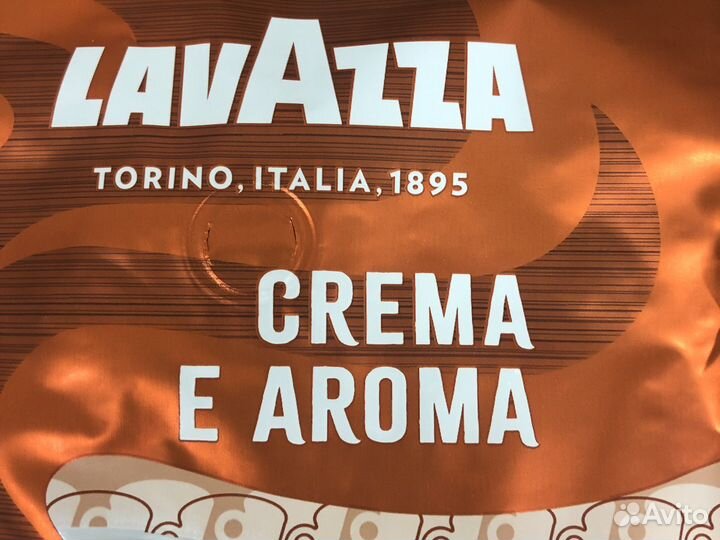 LAVAZZA
TORINO, ITALIA, 1895
CREMA
E AROMA
Avito